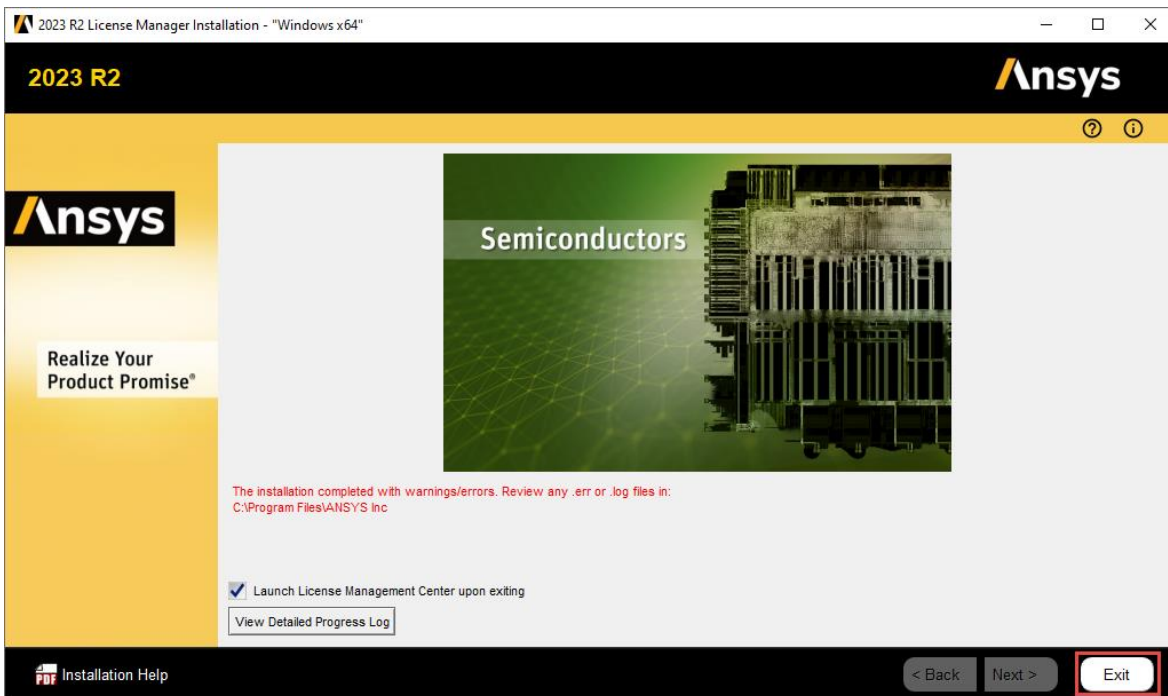 2023 R2 License Manager Installation - "Windows x64"
2023 R2
Ansys
Ansys
Semiconductors
Realize Your
Product Promise®
The installation completed with warnings/errors. Review any .err or .log files in:
C:\Program Files\ANSYS Inc
Launch License Management Center upon exiting
View Detailed Progress Log
PDF Installation Help
< Back
Next >
Exit